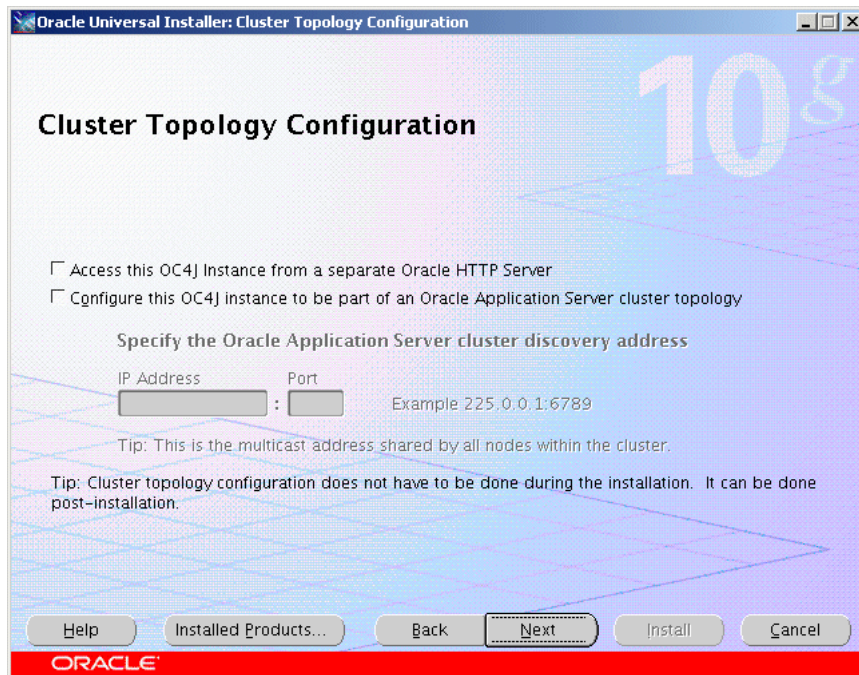 Oracle Universal Installer: Cluster Topology Configuration
10g
Cluster Topology Configuration
Access this OC4J Instance from a separate Oracle HTTP Server
Configure this OC4J instance to be part of an Oracle Application Server cluster topology
Specify the Oracle Application Server cluster discovery address
IP Address Port
: Example 225.0.0.1:6789
Tip: This is the multicast address shared by all nodes within the cluster.
Tip: Cluster topology configuration does not have to be done during the installation. It can be done
post-installation.
Help Installed Products... Back Next Install Cancel
ORACLE